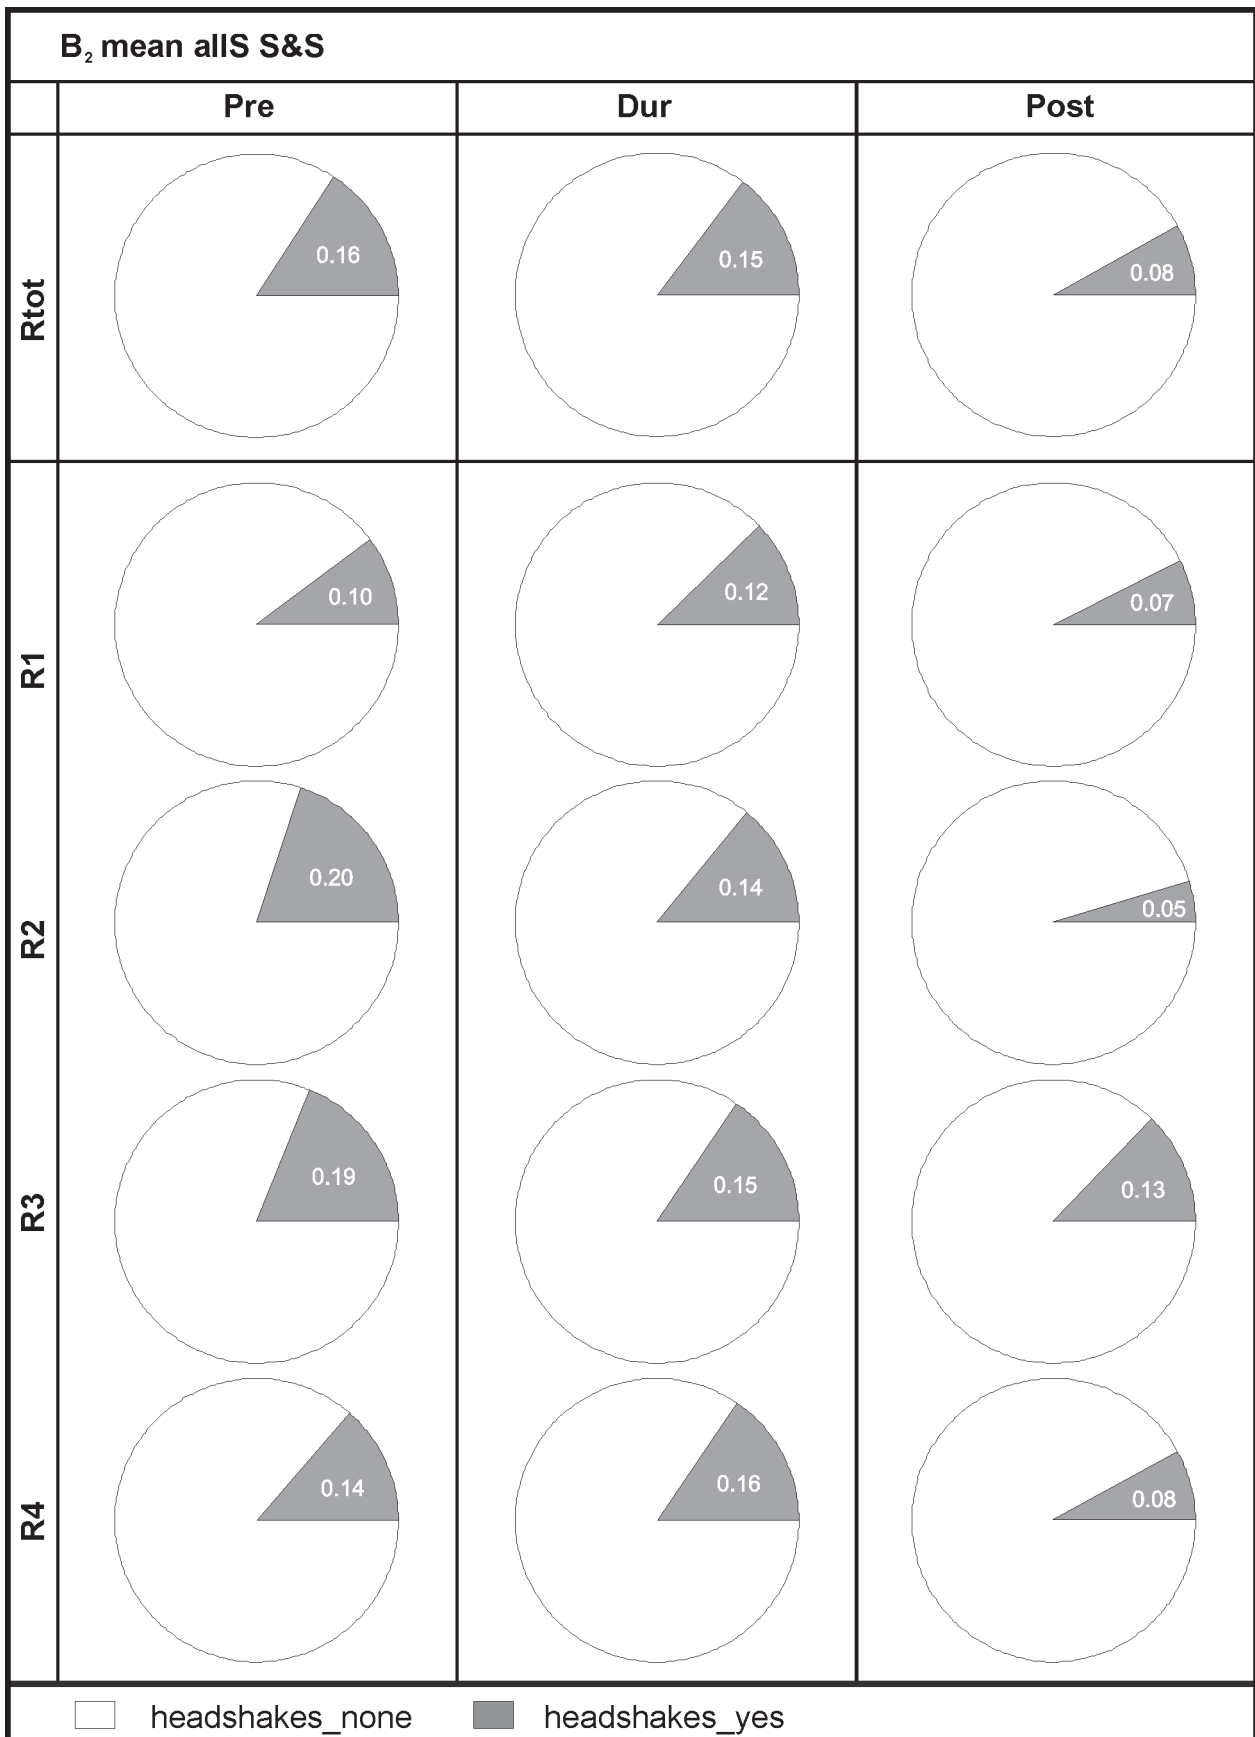 B₂ mean allS S&S
Pre Dur Post
Rtot
0.16 0.15 0.08
R1
0.10 0.12 0.07
R2
0.20 0.14 0.05
R3
0.19 0.15 0.13
R4
0.14 0.16 0.08
headshakes_none headshakes_yes